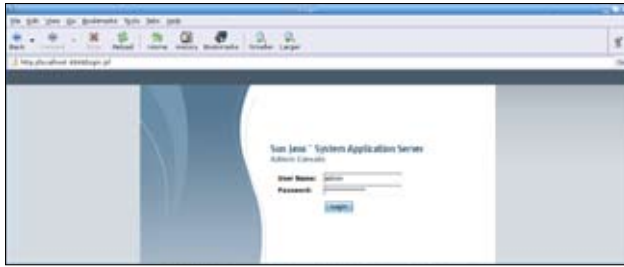 File Edit View Go Bookmarks Tools Tabs Help
Back Reload Home History Bookmarks Smaller Larger
Sun Java™ System Application Server
Admin Console
User Name: admin
Password:
Login